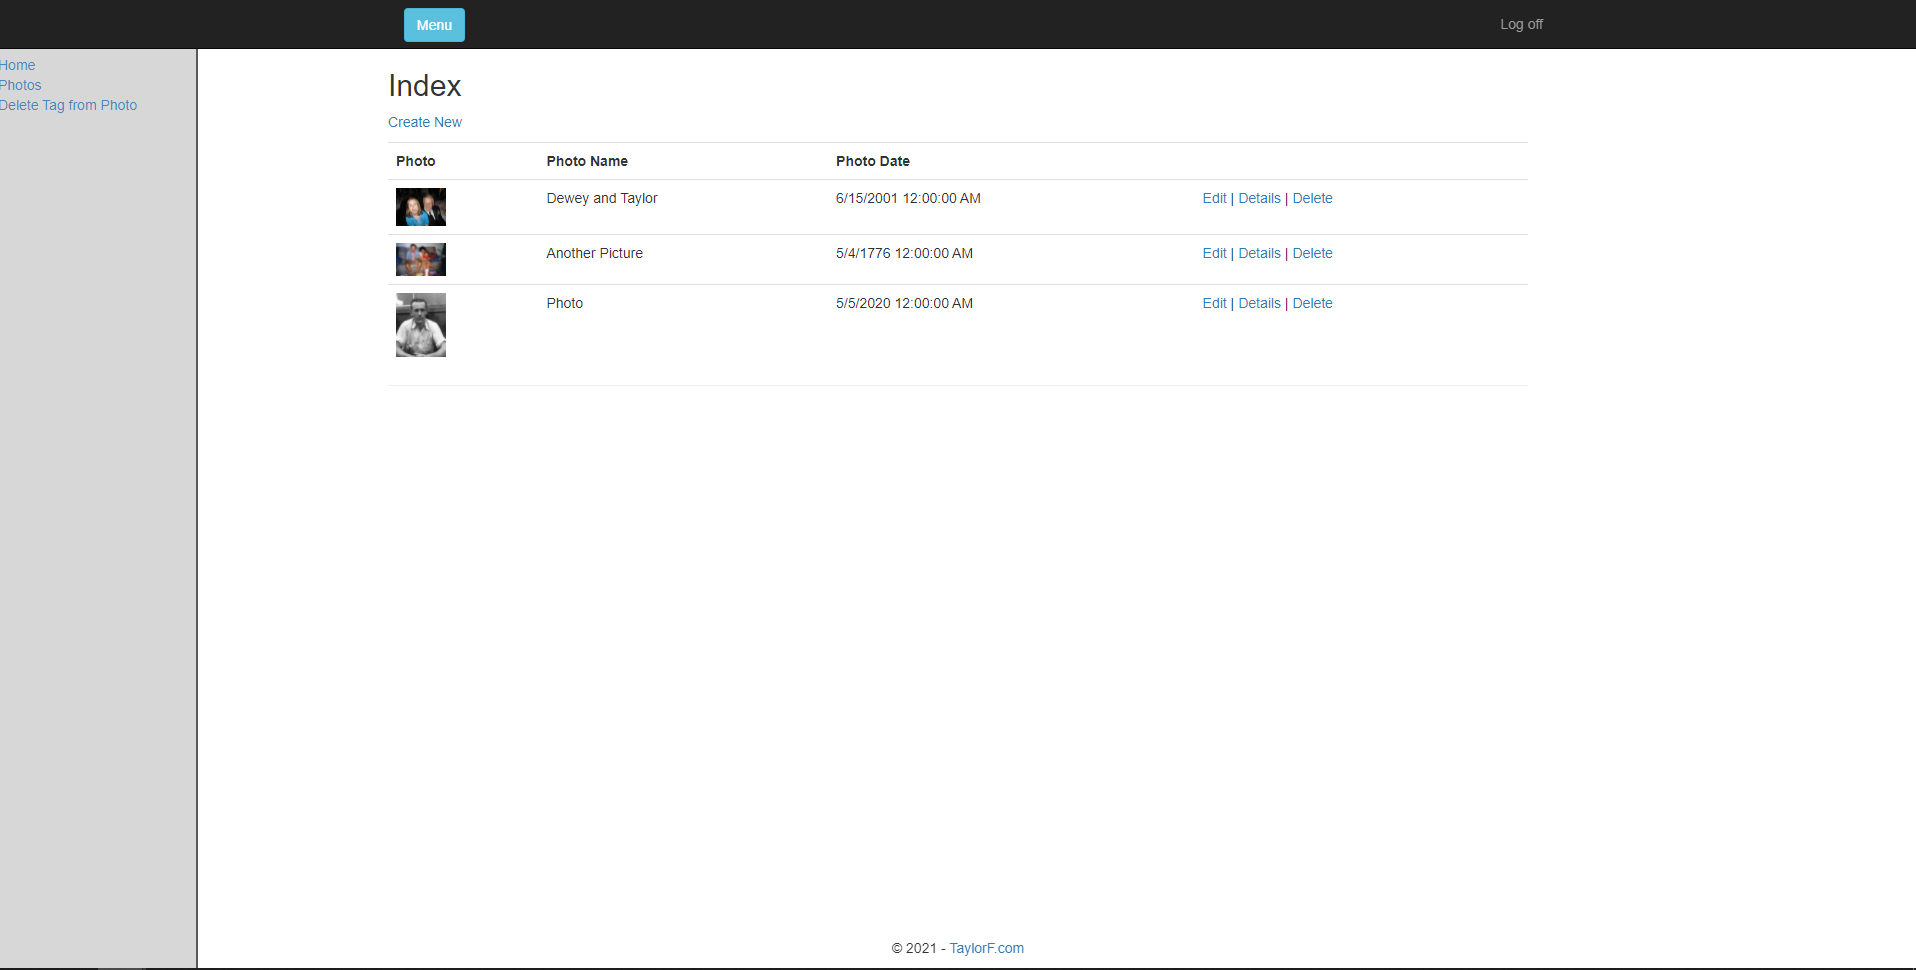 Menu Log off
Home
Photos
Delete Tag from Photo
Index
Create New
Photo Photo Name Photo Date
Dewey and Taylor 6/15/2001 12:00:00 AM Edit | Details | Delete
Another Picture 5/4/1776 12:00:00 AM Edit | Details | Delete
Photo 5/5/2020 12:00:00 AM Edit | Details | Delete
© 2021 - TaylorF.com